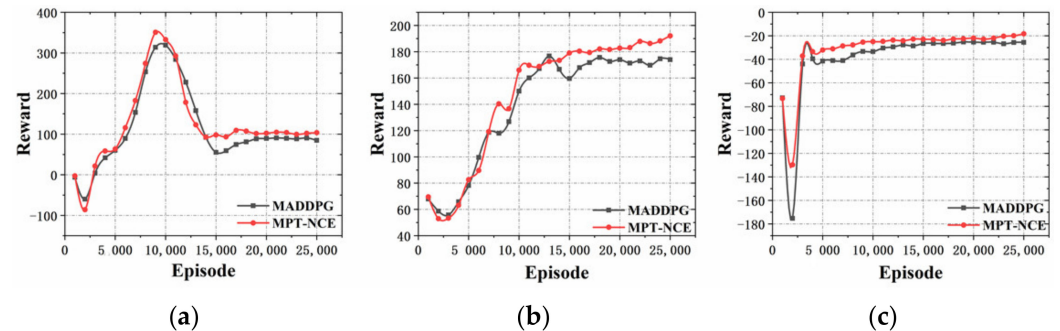 400
300
200
100
0
-100
Reward
0
5,000
10,000
15,000
20,000
25,000
Episode
MADDPG
MPT-NCE
(a)
200
180
160
140
120
100
80
60
40
Reward
0
5,000
10,000
15,000
20,000
25,000
Episode
MADDPG
MPT-NCE
(b)
0
-20
-40
-60
-80
-100
-120
-140
-160
-180
Reward
0
5,000
10,000
15,000
20,000
25,000
Episode
MADDPG
MPT-NCE
(c)